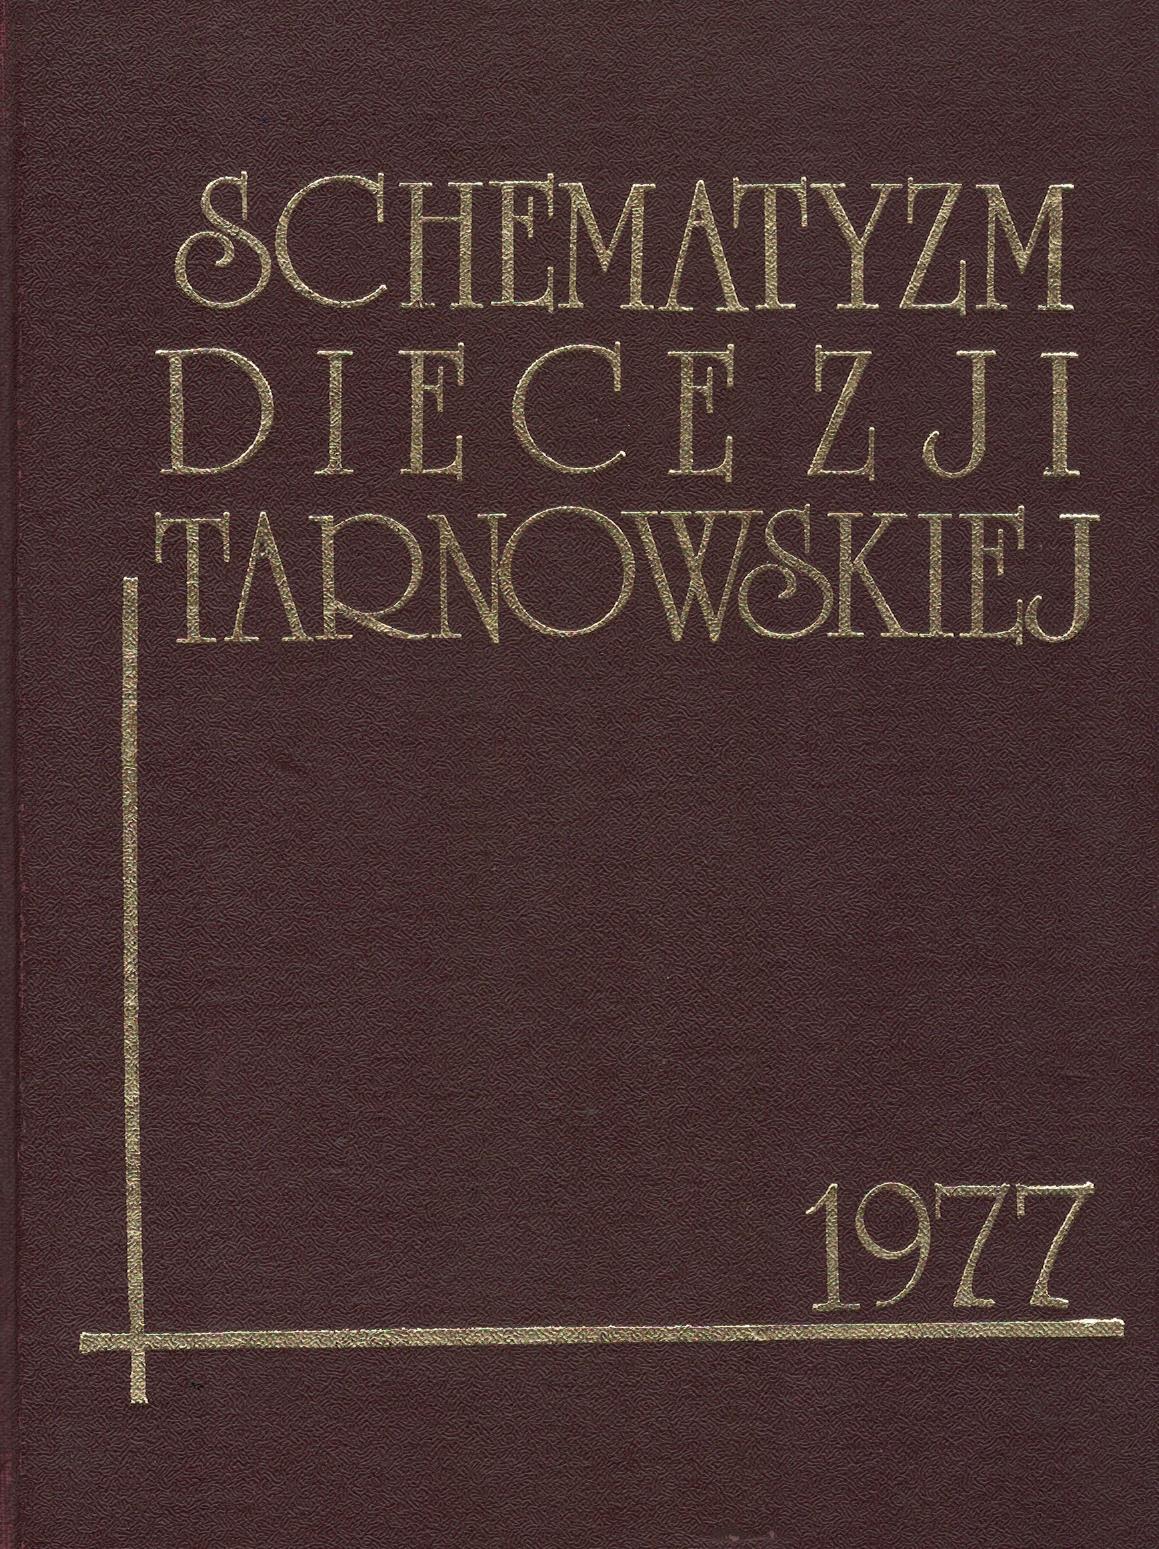 SCHEMATYZM
DIECEZJI
TARNOWSKIEJ
1977